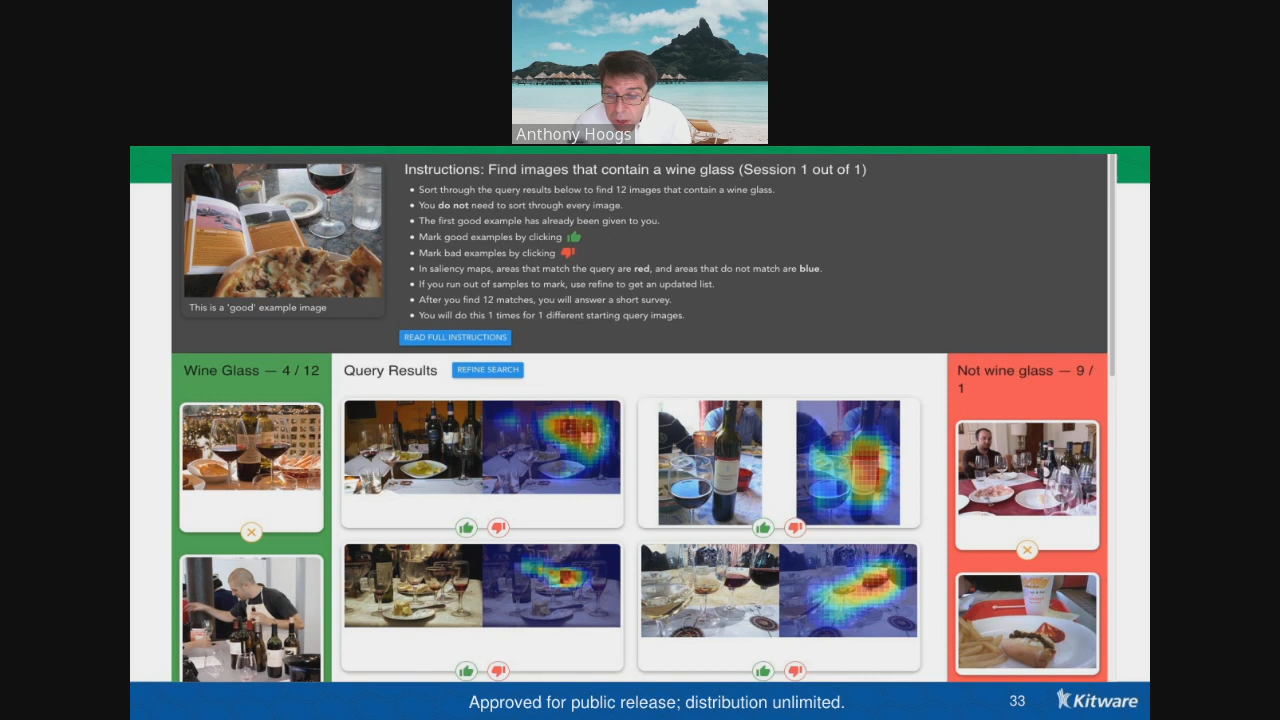 Anthony Hoogs
Instructions: Find images that contain a wine glass (Session 1 out of 1)
Sort through the query results below to find 12 images that contain a wine glass.
You do not need to sort through every image.
The first good example has already been given to you.
Mark good examples by clicking
Mark bad examples by clicking
In saliency maps, areas that match the query are red, and areas that do not match are blue.
If you run out of samples to mark, use refine to get an updated list.
After you find 12 matches, you will answer a short survey.
You will do this 1 times for 1 different starting query images.
This is a 'good' example image
READ FULL INSTRUCTIONS
Wine Glass — 4 / 12
Query Results
REFINE SEARCH
Not wine glass — 9 /
1
Approved for public release; distribution unlimited.
33
Kitware